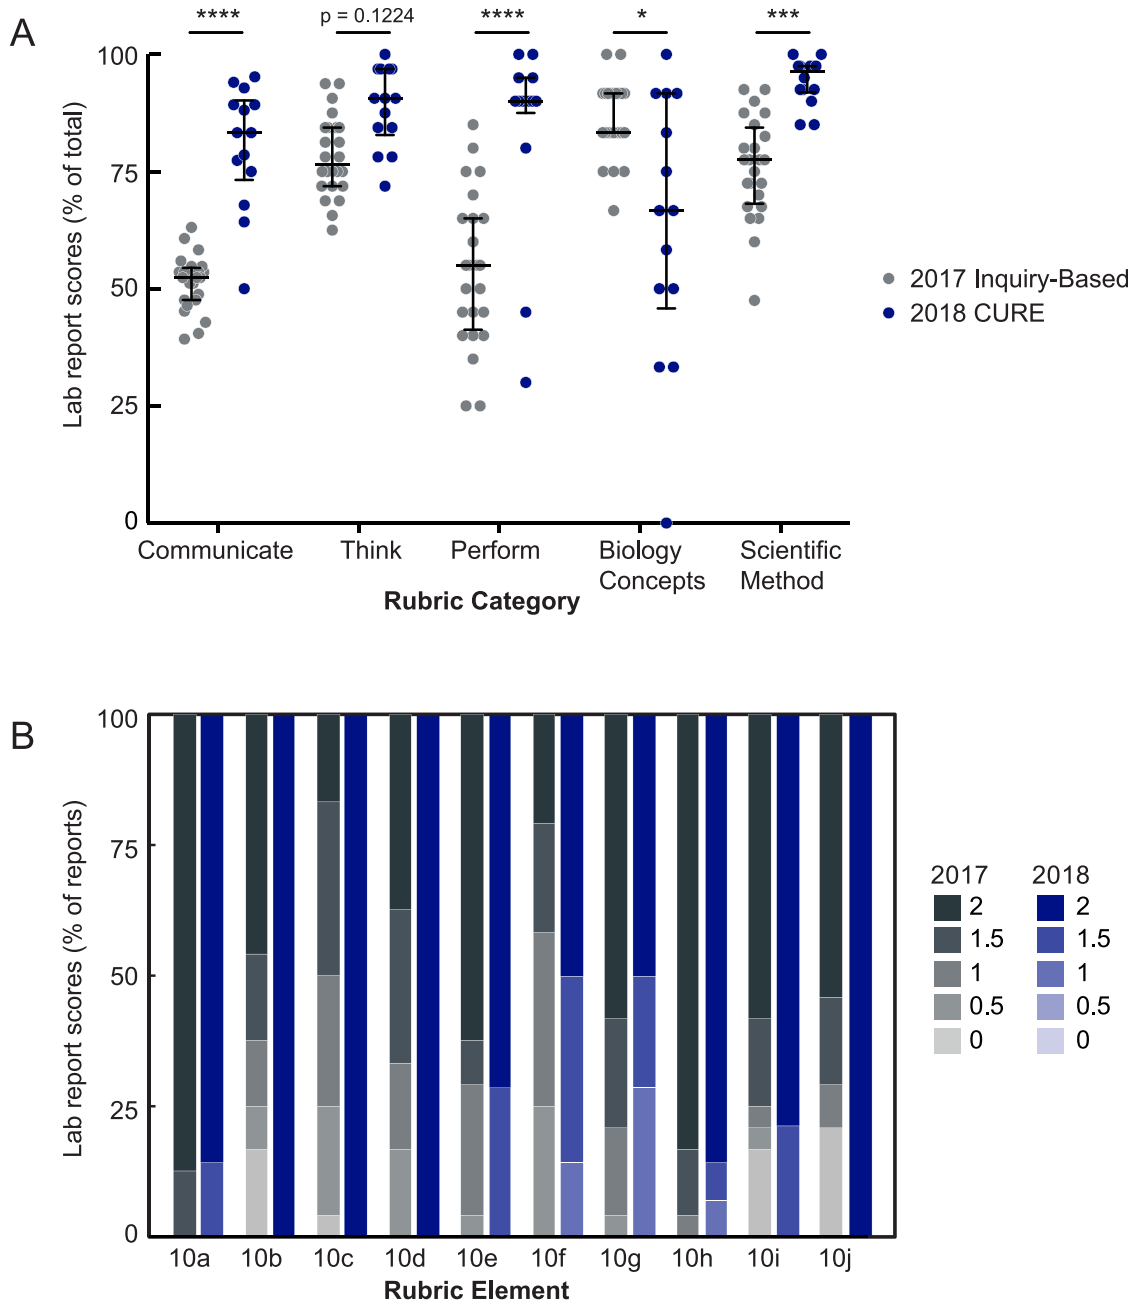 A
**** p = 0.1224 **** * ***
100
75
50
25
0
Lab report scores (% of total)
2017 Inquiry-Based
2018 CURE
Communicate Think Perform Biology Concepts Scientific Method
Rubric Category
B
100
75
50
25
0
Lab report scores (% of reports)
2017 2018
2 2
1.5 1.5
1 1
0.5 0.5
0 0
10a 10b 10c 10d 10e 10f 10g 10h 10i 10j
Rubric Element